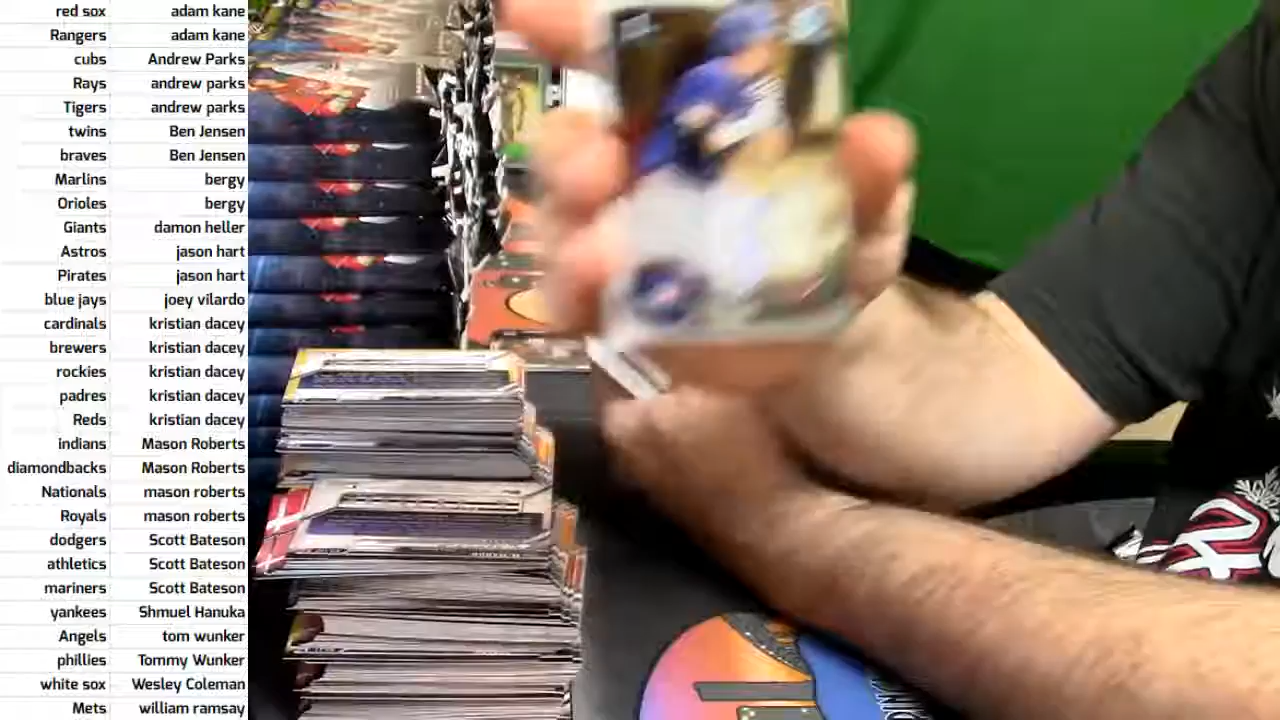 red sox adam kane
Rangers adam kane
cubs Andrew Parks
Rays andrew parks
Tigers andrew parks
twins Ben Jensen
braves Ben Jensen
Marlins bergy
Orioles bergy
Giants damon heller
Astros jason hart
Pirates jason hart
blue jays joey vilardo
cardinals kristian dacey
brewers kristian dacey
rockies kristian dacey
padres kristian dacey
Reds kristian dacey
indians Mason Roberts
diamondbacks Mason Roberts
Nationals mason roberts
Royals mason roberts
dodgers Scott Bateson
athletics Scott Bateson
mariners Scott Bateson
yankees Shmuel Hanuka
Angels tom wunker
phillies Tommy Wunker
white sox Wesley Coleman
Mets william ramsay